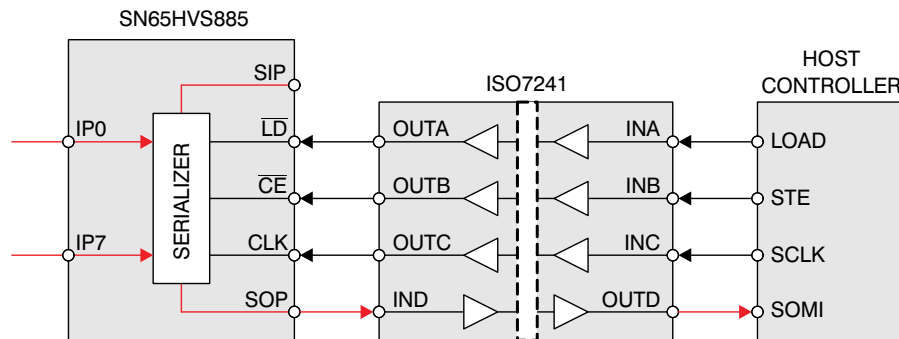 SN65HVS885
SIP
IP0
LD
CE
IP7
CLK
SOP
SERIALIZER
ISO7241
OUTA
INA
OUTB
INB
OUTC
INC
IND
OUTD
HOST
CONTROLLER
LOAD
STE
SCLK
SOMI